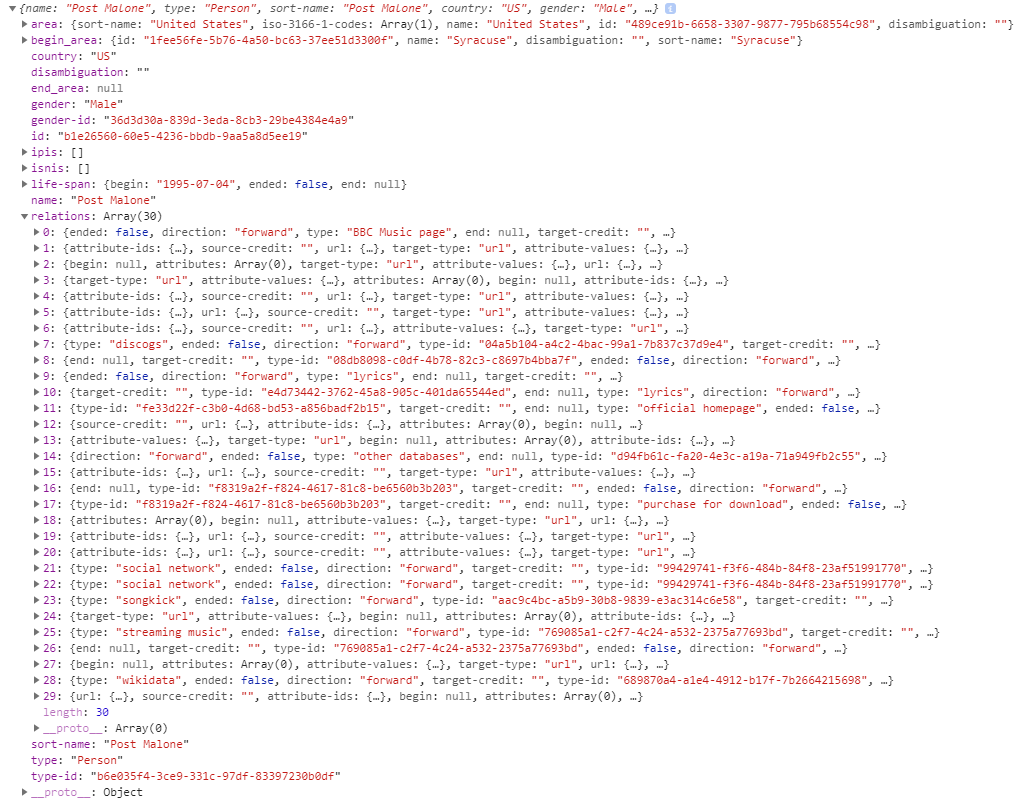 {name: "Post Malone", type: "Person", sort-name: "Post Malone", country: "US", gender: "Male", …} i
area: {sort-name: "United States", iso-3166-1-codes: Array(1), name: "United States", id: "489ce91b-6658-3307-9877-795b68554c98", disambiguation: ""}
begin_area: {id: "1fee56fe-5b76-4a50-bc63-37ee51d3300f", name: "Syracuse", disambiguation: "", sort-name: "Syracuse"}
country: "US"
disambiguation: ""
end_area: null
gender: "Male"
gender-id: "36d3d30a-839d-3eda-8cb3-29be4384e4a9"
id: "b1e26560-60e5-4236-bbdb-9aa5a8d5ee19"
ipis: []
isnis: []
life-span: {begin: "1995-07-04", ended: false, end: null}
name: "Post Malone"
relations: Array(30)
0: {ended: false, direction: "forward", type: "BBC Music page", end: null, target-credit: "", …}
1: {attribute-ids: {…}, source-credit: "", url: {…}, target-type: "url", attribute-values: {…}, …}
2: {begin: null, attributes: Array(0), target-type: "url", attribute-values: {…}, url: {…}, …}
3: {target-type: "url", attribute-values: {…}, attributes: Array(0), begin: null, attribute-ids: {…}, …}
4: {attribute-ids: {…}, source-credit: "", url: {…}, target-type: "url", attribute-values: {…}, …}
5: {attribute-ids: {…}, url: {…}, source-credit: "", target-type: "url", attribute-values: {…}, …}
6: {attribute-ids: {…}, source-credit: "", url: {…}, attribute-values: {…}, target-type: "url", …}
7: {type: "discogs", ended: false, direction: "forward", type-id: "04a5b104-a4c2-4bac-99a1-7b837c37d9e4", target-credit: "", …}
8: {end: null, target-credit: "", type-id: "08db8098-c0df-4b78-82c3-c8697b4bba7f", ended: false, direction: "forward", …}
9: {ended: false, direction: "forward", type: "lyrics", end: null, target-credit: "", …}
10: {target-credit: "", type-id: "e4d73442-3762-45a8-905c-401da65544ed", end: null, type: "lyrics", direction: "forward", …}
11: {type-id: "fe33d22f-c3b0-4d68-bd53-a856badf2b15", target-credit: "", end: null, type: "official homepage", ended: false, …}
12: {source-credit: "", url: {…}, attribute-ids: {…}, attributes: Array(0), begin: null, …}
13: {attribute-values: {…}, target-type: "url", begin: null, attributes: Array(0), attribute-ids: {…}, …}
14: {direction: "forward", ended: false, type: "other databases", end: null, type-id: "d94fb61c-fa20-4e3c-a19a-71a949fb2c55", …}
15: {attribute-ids: {…}, url: {…}, source-credit: "", target-type: "url", attribute-values: {…}, …}
16: {end: null, type-id: "f8319a2f-f824-4617-81c8-be6560b3b203", target-credit: "", ended: false, direction: "forward", …}
17: {type-id: "f8319a2f-f824-4617-81c8-be6560b3b203", target-credit: "", end: null, type: "purchase for download", ended: false, …}
18: {attributes: Array(0), begin: null, attribute-values: {…}, target-type: "url", url: {…}, …}
19: {attribute-ids: {…}, url: {…}, source-credit: "", attribute-values: {…}, target-type: "url", …}
20: {attribute-ids: {…}, url: {…}, source-credit: "", attribute-values: {…}, target-type: "url", …}
21: {type: "social network", ended: false, direction: "forward", target-credit: "", type-id: "99429741-f3f6-484b-84f8-23af51991770", …}
22: {type: "social network", ended: false, direction: "forward", target-credit: "", type-id: "99429741-f3f6-484b-84f8-23af51991770", …}
23: {type: "songkick", ended: false, direction: "forward", type-id: "aac9c4bc-a5b9-30b8-9839-e3ac314c6e58", target-credit: "", …}
24: {target-type: "url", attribute-values: {…}, begin: null, attributes: Array(0), attribute-ids: {…}, …}
25: {type: "streaming music", ended: false, direction: "forward", type-id: "769085a1-c2f7-4c24-a532-2375a77693bd", target-credit: "", …}
26: {end: null, target-credit: "", type-id: "769085a1-c2f7-4c24-a532-2375a77693bd", ended: false, direction: "forward", …}
27: {begin: null, attributes: Array(0), attribute-values: {…}, target-type: "url", url: {…}, …}
28: {type: "wikidata", ended: false, direction: "forward", target-credit: "", type-id: "689870a4-a1e4-4912-b17f-7b2664215698", …}
29: {url: {…}, source-credit: "", attribute-ids: {…}, begin: null, attributes: Array(0), …}
length: 30
__proto__: Array(0)
sort-name: "Post Malone"
type: "Person"
type-id: "b6e035f4-3ce9-331c-97df-83397230b0df"
__proto__: Object